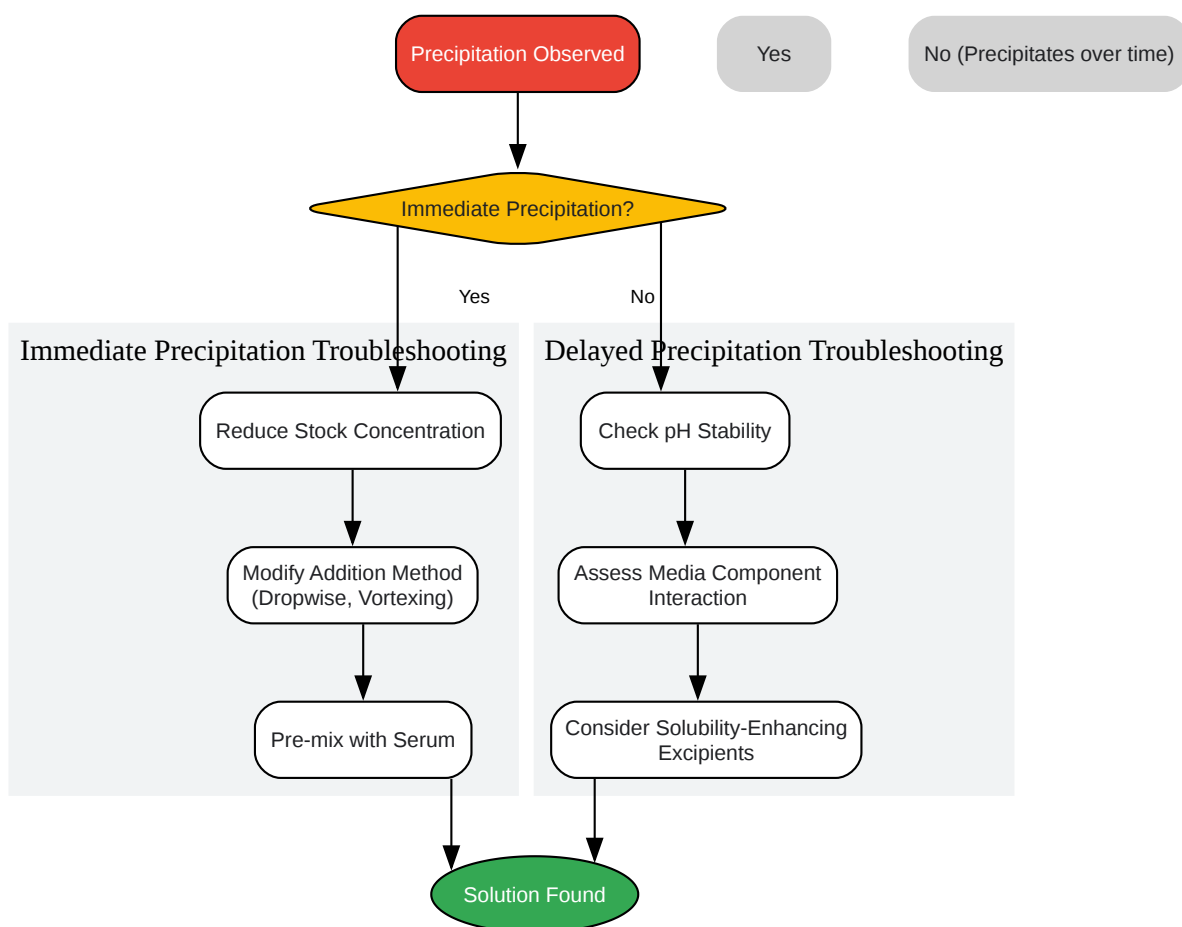 Precipitation Observed
Yes
No (Precipitates over time)
Immediate Precipitation?
Yes
No
Immediate Precipitation Troubleshooting
Delayed Precipitation Troubleshooting
Reduce Stock Concentration
Check pH Stability
Modify Addition Method
(Dropwise, Vortexing)
Assess Media Component
Interaction
Pre-mix with Serum
Consider Solubility-Enhancing
Excipients
Solution Found